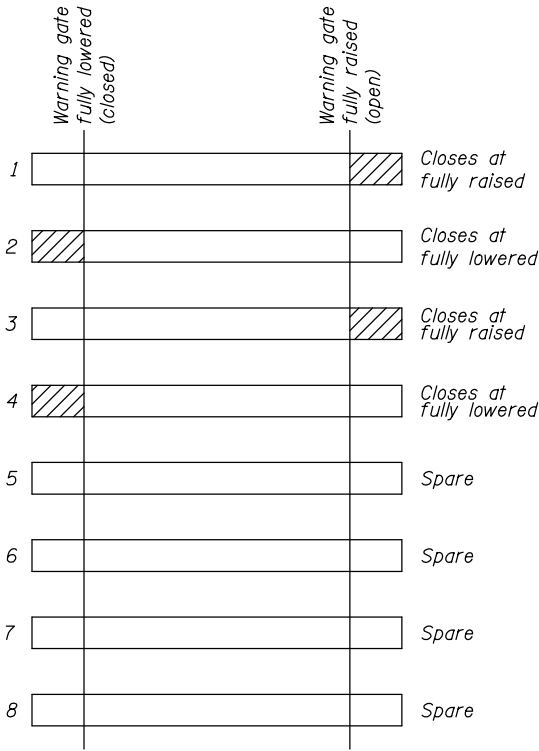 Warning gate
fully lowered
(closed)
Warning gate
fully raised
(open)
1
Closes at
fully raised
2
Closes at
fully lowered
3
Closes at
fully raised
4
Closes at
fully lowered
5
Spare
6
Spare
7
Spare
8
Spare